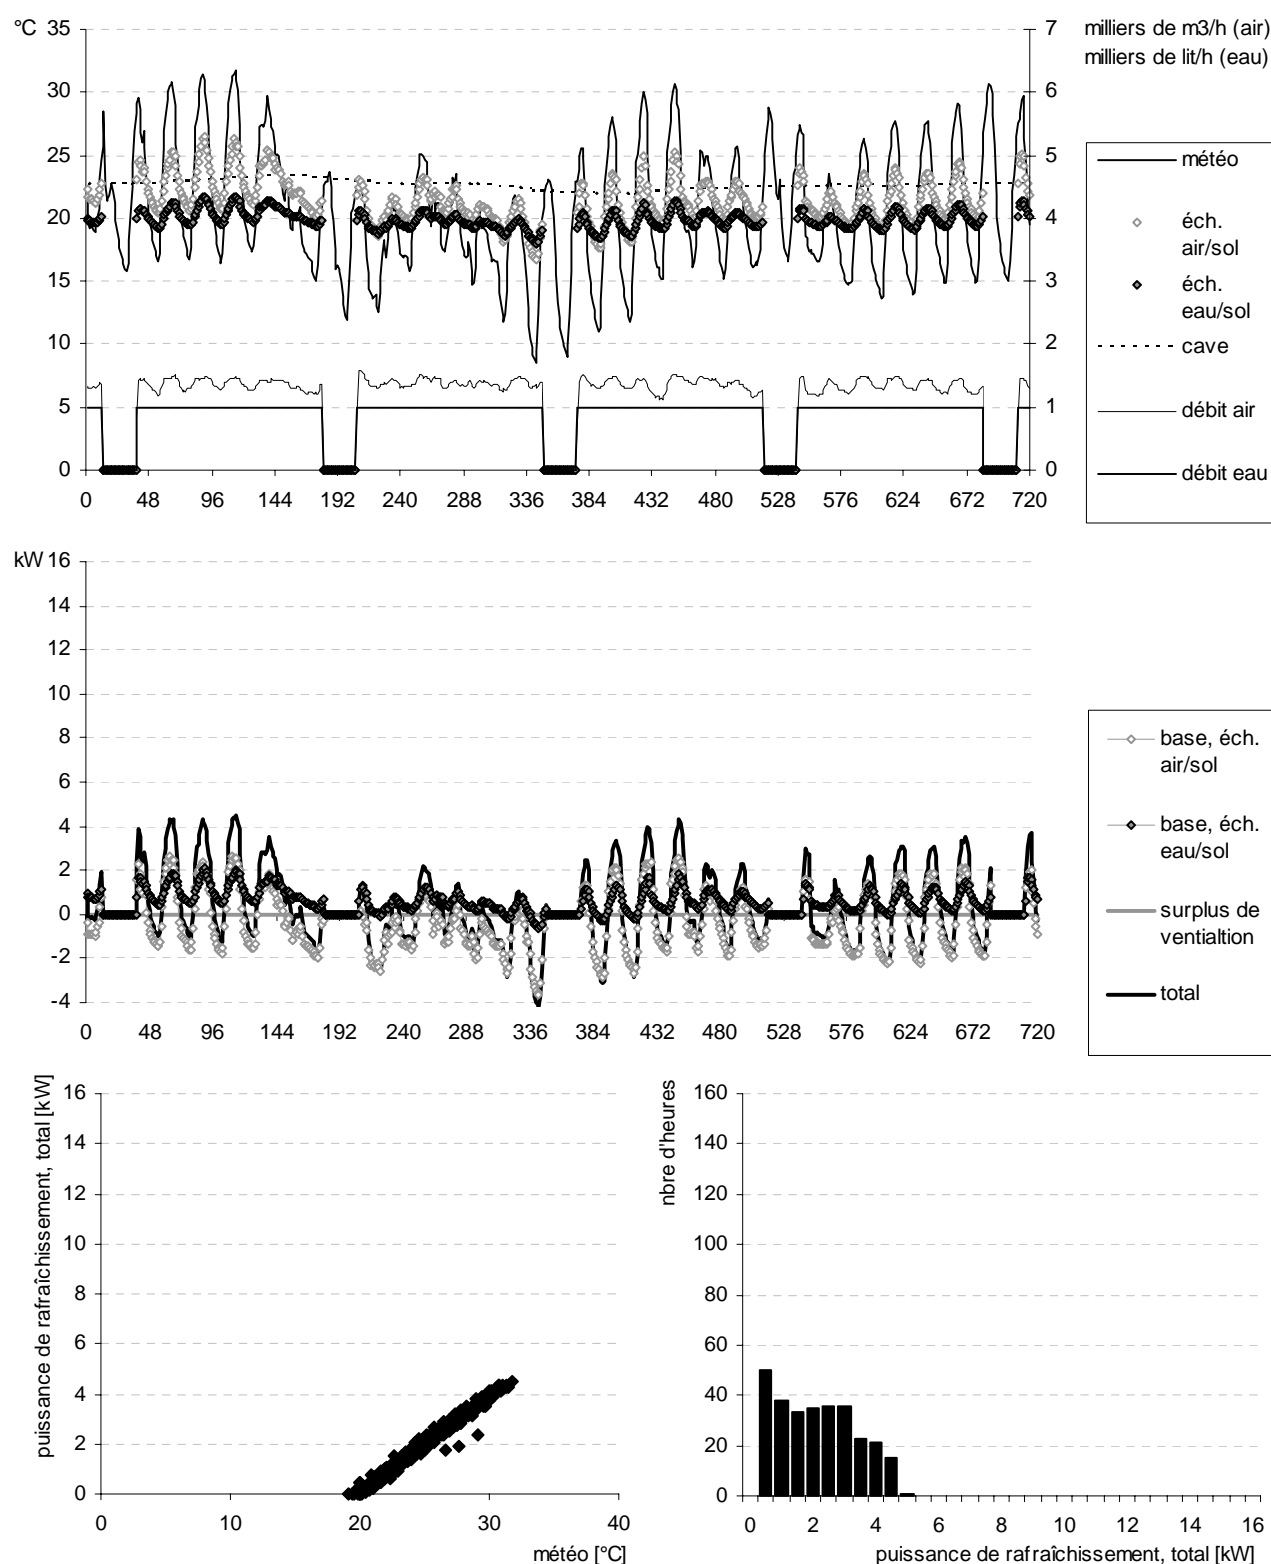 °C
35
30
25
20
15
10
5
0
7
6
5
4
3
2
1
0
milliers de m3/h (air)
milliers de lit/h (eau)
0 48 96 144 192 240 288 336 384 432 480 528 576 624 672 720
météo
éch.
air/sol
éch.
eau/sol
cave
débit air
débit eau
kW
16
14
12
10
8
6
4
2
0
-2
-4
0 48 96 144 192 240 288 336 384 432 480 528 576 624 672 720
base, éch.
air/sol
base, éch.
eau/sol
surplus de
ventialtion
total
puissance de rafraîchissement, total [kW]
16
14
12
10
8
6
4
2
0
0 10 20 30 40
météo [°C]
nbre d'heures
160
140
120
100
80
60
40
20
0
0 2 4 6 8 10 12 14 16
puissance de rafraîchissement, total [kW]